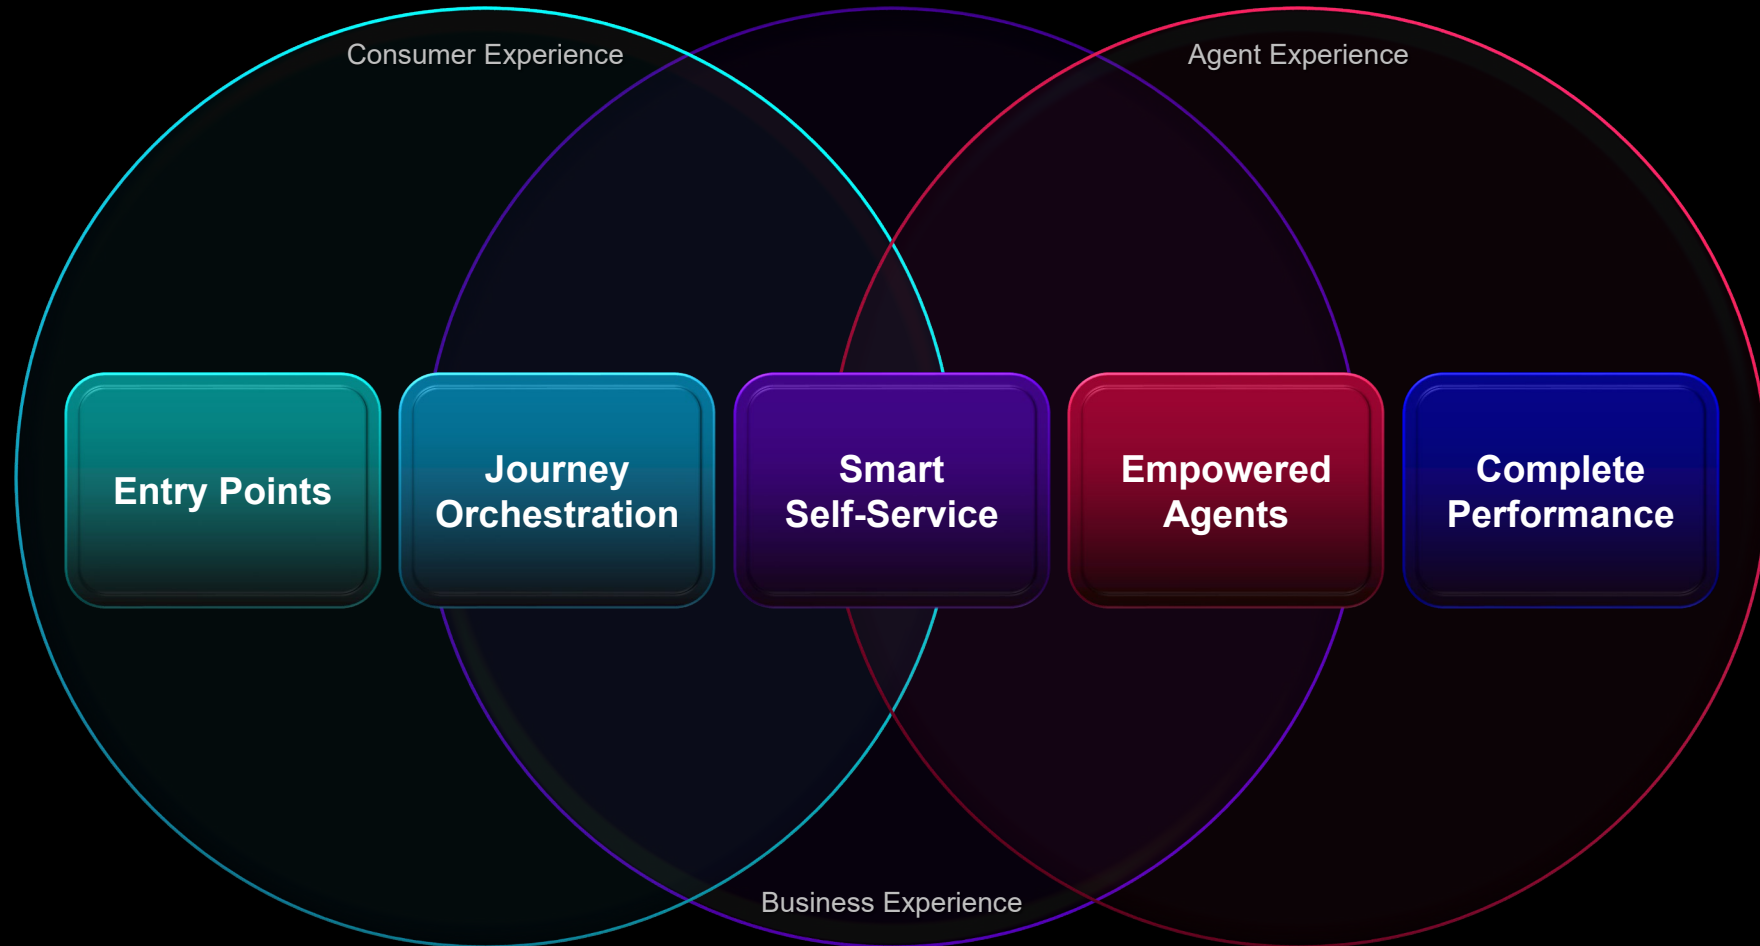 Consumer Experience
Agent Experience
Entry Points
Journey
Orchestration
Smart
Self-Service
Empowered
Agents
Complete
Performance
Business Experience